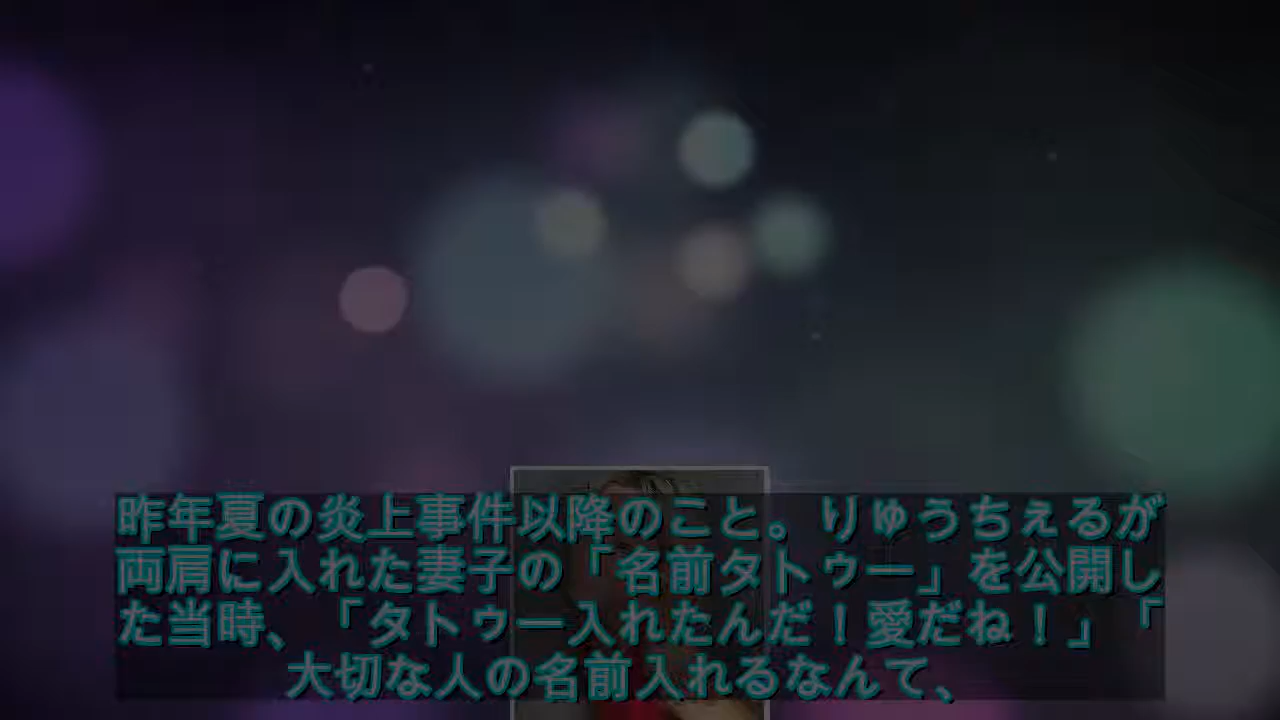 昨年夏の炎上事件以降のこと。りゅうちぇるが
両肩に入れた妻子の「名前タトゥー」を公開し
た当時、「タトゥー入れたんだ！愛だね！」「
大切な人の名前入れるなんて、